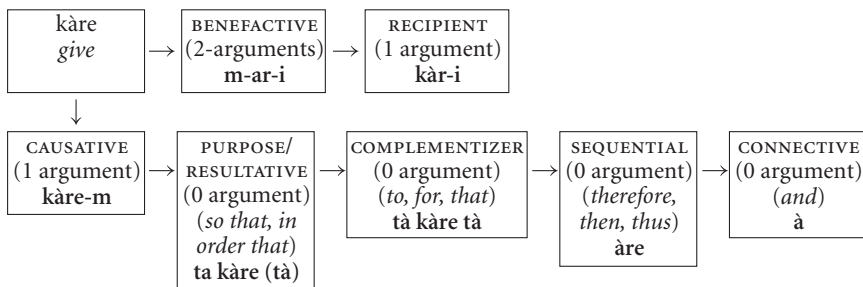 kàre
give
BENEFACTIVE
(2-arguments)
m-ar-i
RECIPIENT
(1 argument)
kàr-i
CAUSATIVE
(1 argument)
kàre-m
PURPOSE/
RESULTATIVE
(0 argument)
(so that, in
order that)
ta kàre (tà)
COMPLEMENTIZER
(0 argument)
(to, for, that)
tà kàre tà
SEQUENTIAL
(0 argument)
(therefore,
then, thus)
àre
CONNECTIVE
(0 argument)
(and)
à